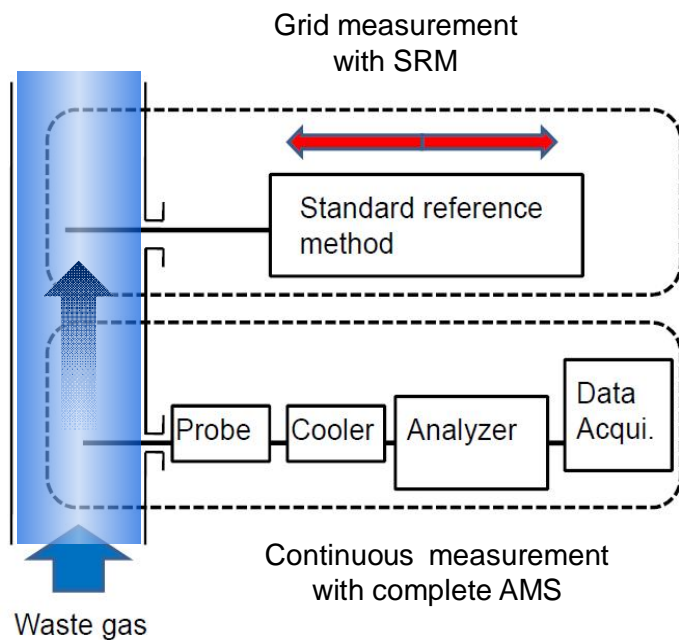 Grid measurement
with SRM
Standard reference
method
Probe
Cooler
Analyzer
Data
Acqui.
Continuous measurement
with complete AMS
Waste gas